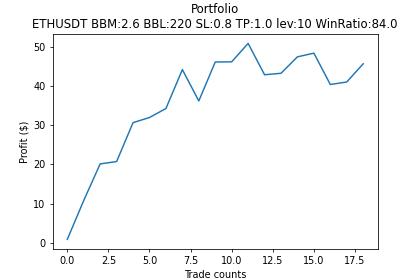 Portfolio
ETHUSDT BBM:2.6 BBL:220 SL:0.8 TP:1.0 lev:10 WinRatio:84.0
50
40
30
20
10
0
Profit ($)
0.0 2.5 5.0 7.5 10.0 12.5 15.0 17.5
Trade counts